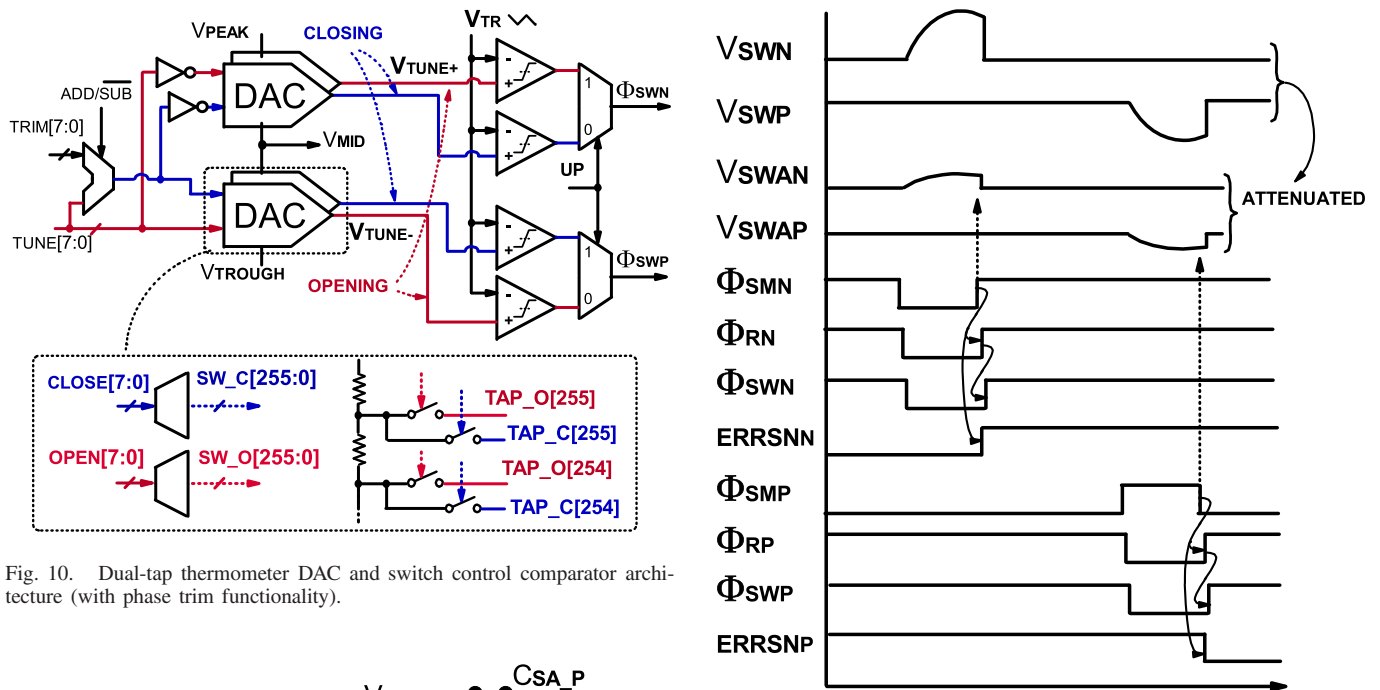 VPEAK
CLOSING
VTR
VTUNE+
ADD/SUB
DAC
TRIM[7:0]
VMID
UP
1
0
ΦSWN
DAC
TUNE[7:0]
VTUNE-
VTROUGH
OPENING
1
0
ΦSWP
- + - + - + - +
CLOSE[7:0]
SW_C[255:0]
OPEN[7:0]
SW_O[255:0]
TAP_O[255]
TAP_C[255]
TAP_O[254]
TAP_C[254]
Fig. 10. Dual-tap thermometer DAC and switch control comparator archi-
tecture (with phase trim functionality).
CSA_P
VSWN
VSWP
VSWAN
VSWAP
ATTENUATED
ΦSMN
ΦRN
ΦSWN
ERRSNN
ΦSMP
ΦRP
ΦSWP
ERRSNP